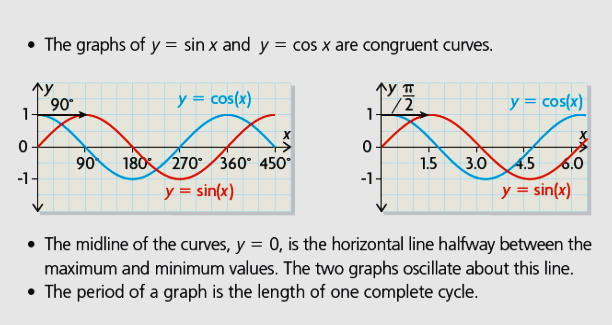 • The graphs of y = sin x and y = cos x are congruent curves.
y
90°
y = cos(x)
1
0
-1
x
90° 180° 270° 360° 450°
y = sin(x)
y
π/2
y = cos(x)
1
0
-1
x
1.5 3.0 4.5 6.0
y = sin(x)
• The midline of the curves, y = 0, is the horizontal line halfway between the
maximum and minimum values. The two graphs oscillate about this line.
• The period of a graph is the length of one complete cycle.